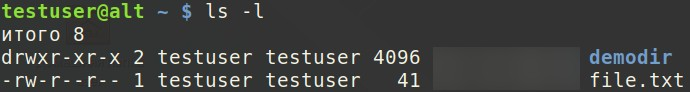 testuser@alt ~ $ ls -l
итого 8
drwxr-xr-x 2 testuser testuser 4096 demodir
-rw-r--r-- 1 testuser testuser 41 file.txt